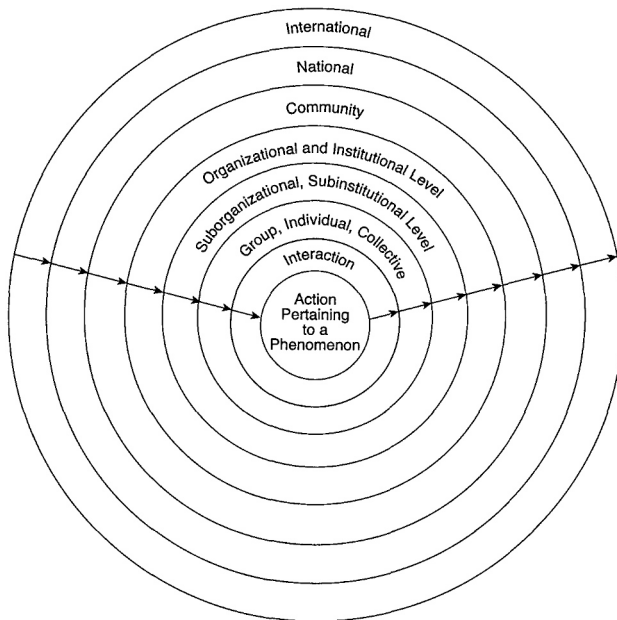 International
National
Community
Organizational and Institutional Level
Suborganizational, Subinstitutional Level
Group, Individual, Collective
Interaction
Action
Pertaining
to a
Phenomenon